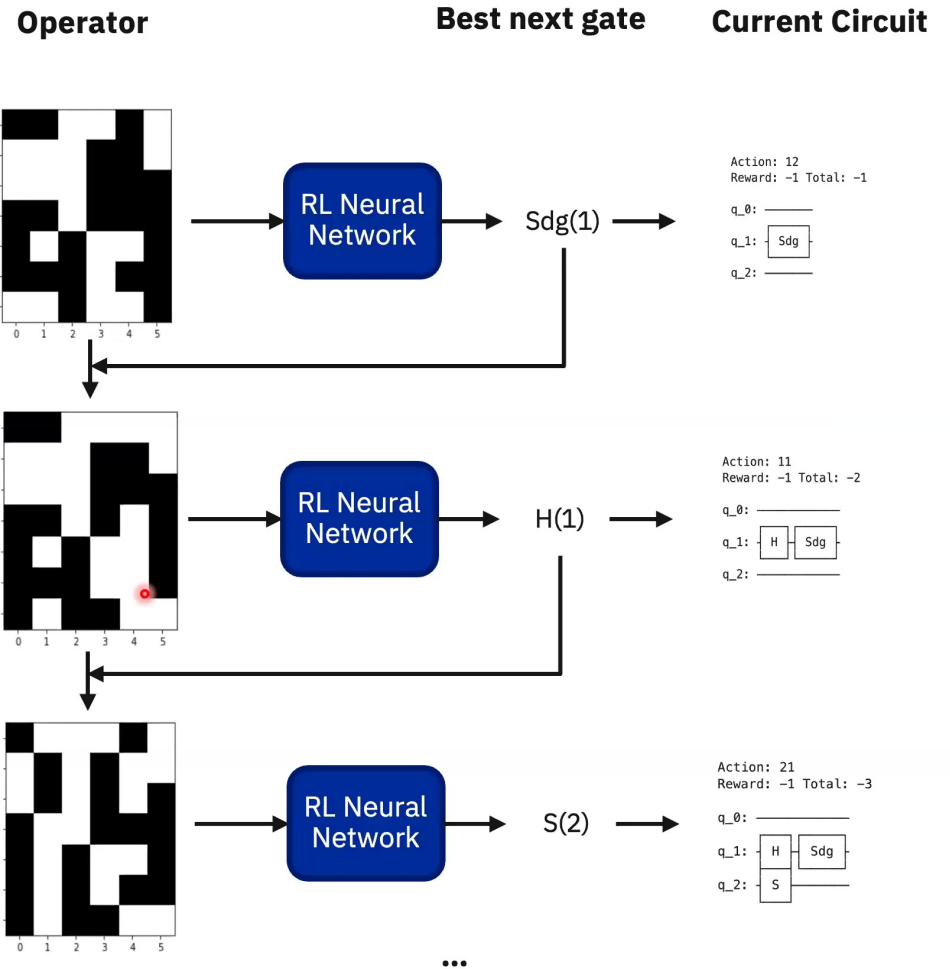 Operator
Best next gate
Current Circuit
RL Neural
Network
Sdg(1)
Action: 12
Reward: −1 Total: −1
q_0:
q_1: Sdg
q_2:
0 1 2 3 4 5
RL Neural
Network
H(1)
Action: 11
Reward: −1 Total: −2
q_0:
q_1: H Sdg
q_2:
0 1 2 3 4 5
RL Neural
Network
S(2)
Action: 21
Reward: −1 Total: −3
q_0:
q_1: H Sdg
q_2: S
0 1 2 3 4 5
...